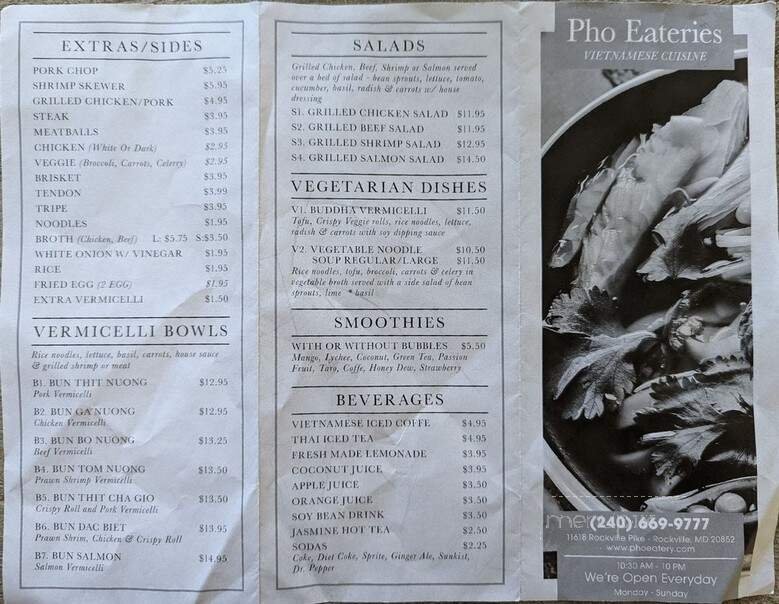 EXTRAS/SIDES
PORK CHOP $5.25
SHRIMP SKEWER $5.95
GRILLED CHICKEN/PORK $4.95
STEAK $3.95
MEATBALLS $3.95
CHICKEN (White Or Dark) $2.95
VEGGIE (Broccoli, Carrots, Celery) $2.95
BRISKET $3.95
TENDON $3.99
TRIPE $3.95
NOODLES $1.95
BROTH (Chicken, Beef) L: $5.75 S:$3.50
WHITE ONION W/ VINEGAR $1.95
RICE $1.95
FRIED EGG (2 EGG) $1.95
EXTRA VERMICELLI $1.50
VERMICELLI BOWLS
Rice noodles, lettuce, basil, carrots, house sauce
& grilled shrimp or meat
B1. BUN THIT NUONG $12.95
Pork Vermicelli
B2. BUN GA NUONG $12.95
Chicken Vermicelli
B3. BUN BO NUONG $13.25
Beef Vermicelli
B4. BUN TOM NUONG $13.50
Prawn Shrimp Vermicelli
B5. BUN THIT CHA GIO $13.50
Crispy Roll and Pork Vermicelli
B6. BUN DAC BIET $13.95
Prawn Shrim, Chicken & Crispy Roll
B7. BUN SALMON $14.95
Salmon Vermicelli
SALADS
Grilled Chicken, Beef, Shrimp or Salmon served
over a bed of salad - bean sprouts, lettuce, tomato,
cucumber, basil, radish & carrots w/ house
dressing
S1. GRILLED CHICKEN SALAD $11.95
S2. GRILLED BEEF SALAD $11.95
S3. GRILLED SHRIMP SALAD $12.95
S4. GRILLED SALMON SALAD $14.50
VEGETARIAN DISHES
V1. BUDDHA VERMICELLI $11.50
Tofu, Crispy Veggie rolls, rice noodles, lettuce,
radish & carrots with soy dipping sauce
V2. VEGETABLE NOODLE $10.50
SOUP REGULAR/LARGE $11.50
Rice noodles, tofu, broccoli, carrots & celery in
vegetable broth served with a side salad of bean
sprouts, lime * basil
SMOOTHIES
WITH OR WITHOUT BUBBLES $5.50
Mango, Lychee, Coconut, Green Tea, Passion
Fruit, Taro, Coffe, Honey Dew, Strawberry
BEVERAGES
VIETNAMESE ICED COFFE $4.95
THAI ICED TEA $4.95
FRESH MADE LEMONADE $3.95
COCONUT JUICE $3.95
APPLE JUICE $3.50
ORANGE JUICE $3.50
SOY BEAN DRINK $3.50
JASMINE HOT TEA $2.50
SODAS $2.25
Coke, Diet Coke, Sprite, Ginger Ale, Sunkist,
Dr. Pepper
Pho Eateries
VIETNAMESE CUISINE
(240) 669-9777
11618 Rockville Pike - Rockville, MD 20852
www.phoeatery.com
10:30 AM - 10 PM
We're Open Everyday
Monday - Sunday